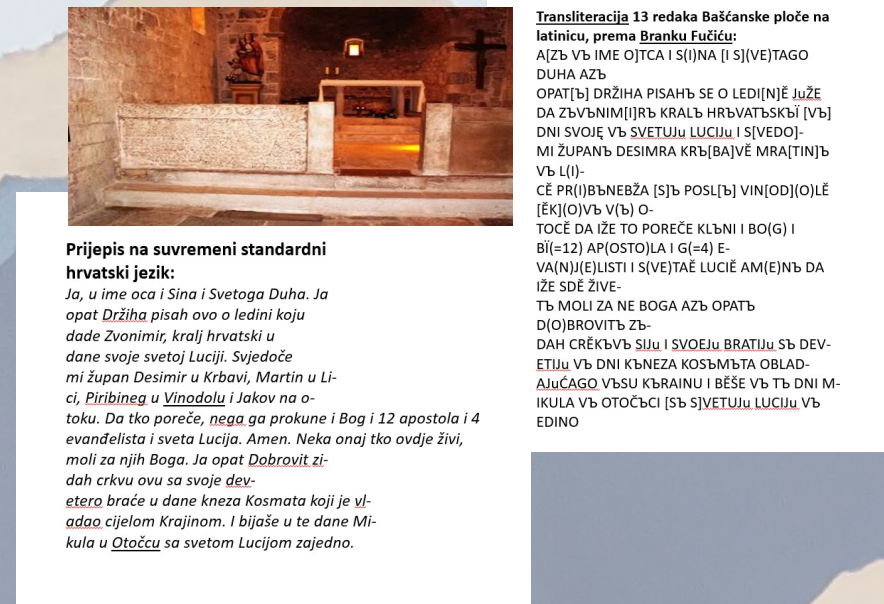 Prijepis na suvremeni standardni
hrvatski jezik:
Ja, u ime oca i Sina i Svetoga Duha. Ja
opat Držiha pisah ovo o ledini koju
dade Zvonimir, kralj hrvatski u
dane svoje svetoj Luciji. Svjedoče
mi župan Desimir u Krbavi, Martin u Li-
ci, Piribineg u Vinodolu i Jakov na o-
toku. Da tko poreče, nega ga prokune i Bog i 12 apostola i 4
evanđelista i sveta Lucija. Amen. Neka onaj tko ovdje živi,
moli za njih Boga. Ja opat Dobrovit zi-
dah crkvu ovu sa svoje dev-
etero braće u dane kneza Kosmata koji je vl-
adao cijelom Krajinom. I bijaše u te dane Mi-
kula u Otočcu sa svetom Lucijom zajedno.
Transliteracija 13 redaka Bašćanske ploče na
latinicu, prema Branku Fučiću:
A[ZЪ VЪ IME O]TCA I S(I)NA [I S](VE)TAGO
DUHA AZЪ
OPAT[Ъ] DRŽIHA PISAHЪ SE O LEDI[N]Ě JuŽE
DA ZЪVЪNIM[I]RЪ KRALЪ HRЪVATЪSKЪÏ [VЪ]
DNI SVOJĘ VЪ SVETUJu LUCIJu I S[VEDO]-
MI ŽUPANЪ DESIMRA KRЪ[BA]VĚ MRA[TIN]Ъ
VЪ L(I)-
CĚ PR(I)BЪNEBŽA [S]Ъ POSL[Ъ] VIN[OD](O)LĚ
[ĚK](O)VЪ V(Ъ) O-
TOCĚ DA IŽE TO POREČE KLЪNI I BO(G) I
BÏ(=12) AP(OSTO)LA I G(=4) E-
VA(N)J(E)LISTI I S(VE)TAĚ LUCIĚ AM(E)NЪ DA
IŽE SDĚ ŽIVE-
TЪ MOLI ZA NE BOGA AZЪ OPATЪ
D(O)BROVITЪ ZЪ-
DAH CRĚKЪVЪ SIJu I SVOEJu BRATIJu SЪ DEV-
ETIJu VЪ DNI KЪNEZA KOSЪMЪTA OBLAD-
AJuĆAGO VЪSU KЪRAINU I BĚŠE VЪ TЪ DNI M-
IKULA VЪ OTOČЪCI [SЪ S]VETUJu LUCIJu VЪ
EDINO